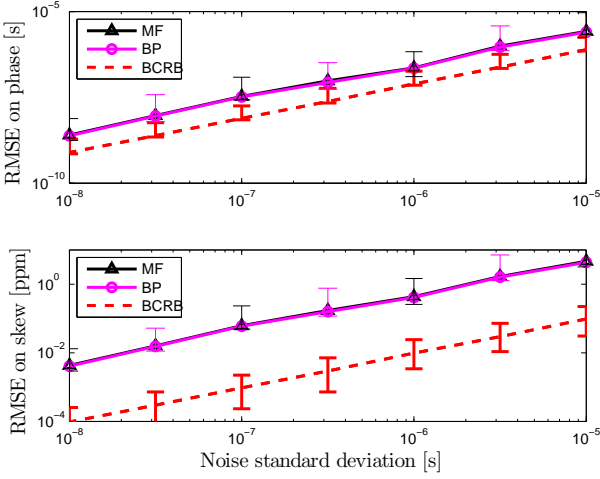 10⁻⁵
MF
BP
BCRB
RMSE on phase [s]
10⁻¹⁰
10⁻⁸ 10⁻⁷ 10⁻⁶ 10⁻⁵
MF
BP
BCRB
RMSE on skew [ppm]
10⁰
10⁻²
10⁻⁴
10⁻⁸ 10⁻⁷ 10⁻⁶ 10⁻⁵
Noise standard deviation [s]